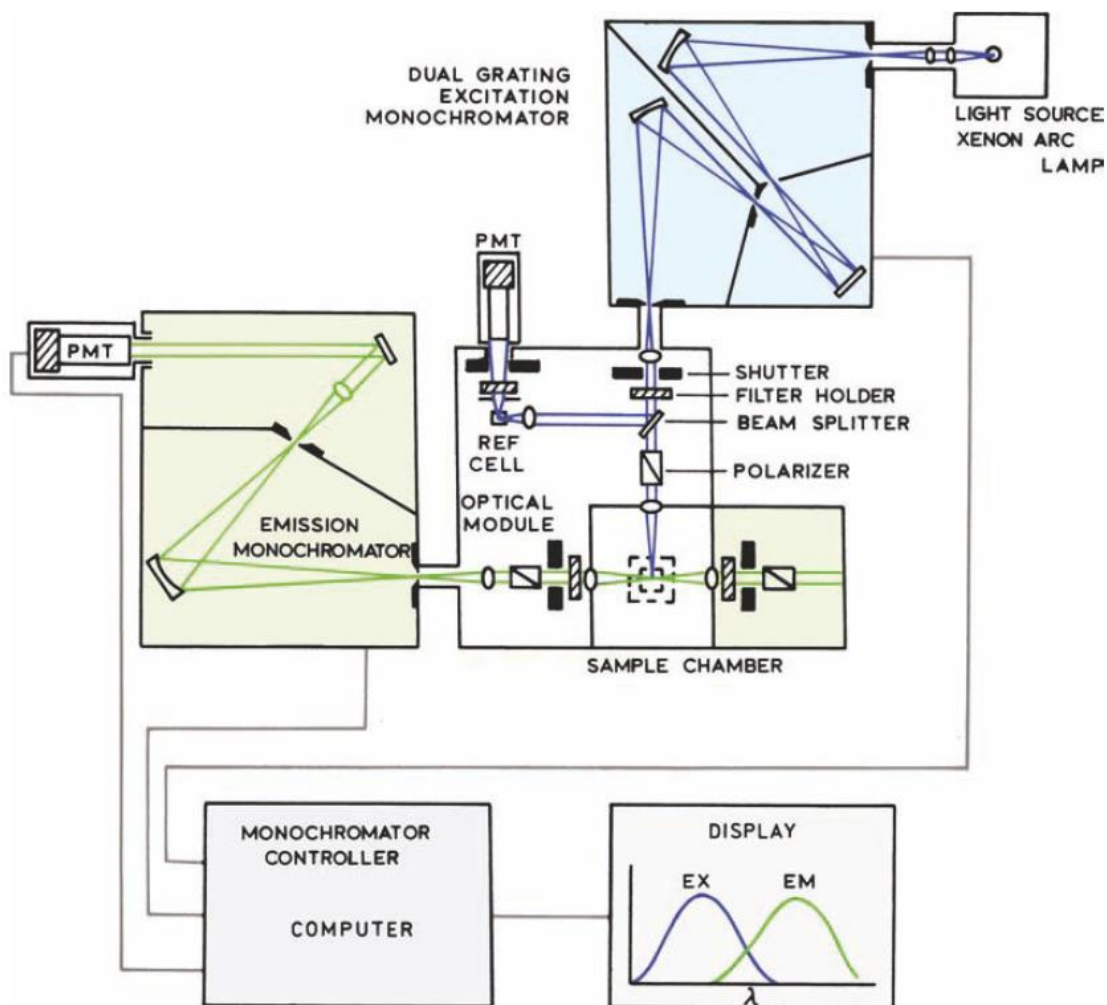 DUAL GRATING
EXCITATION
MONOCHROMATOR
LIGHT SOURCE
XENON ARC
LAMP
PMT
PMT
SHUTTER
FILTER HOLDER
BEAM SPLITTER
REF
CELL
POLARIZER
OPTICAL
MODULE
EMISSION
MONOCHROMATOR
SAMPLE CHAMBER
MONOCHROMATOR
CONTROLLER
COMPUTER
DISPLAY
EX
EM
λ